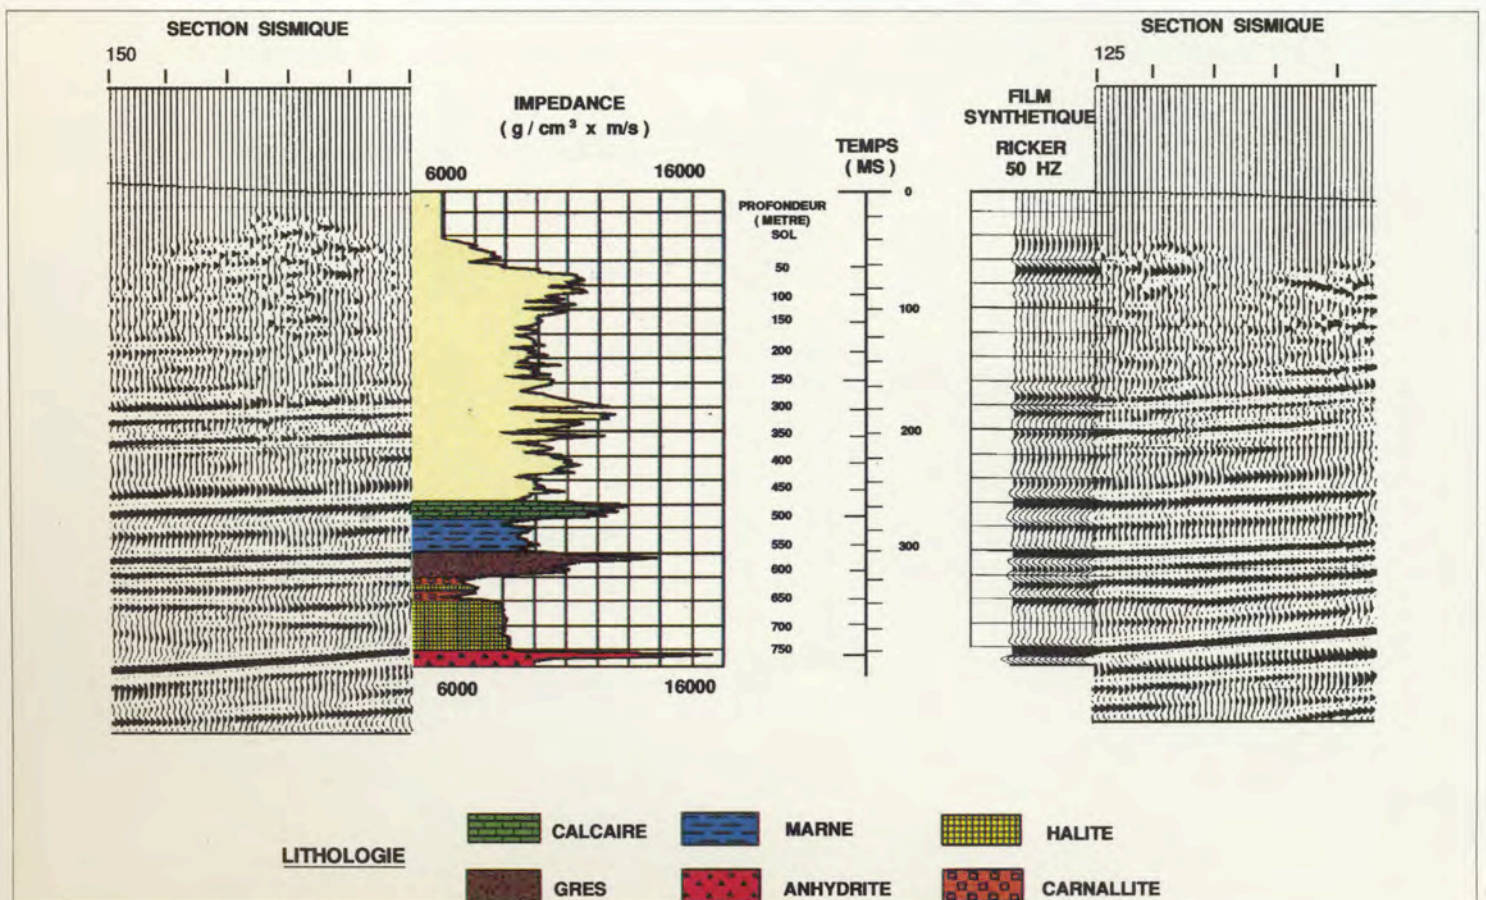 SECTION SISMIQUE
150
SECTION SISMIQUE
125
IMPEDANCE
( g / cm³ x m/s )
6000 16000
PROFONDEUR
( METRE)
SOL
50
100
150
200
250
300
350
400
450
500
550
600
650
700
750
6000 16000
TEMPS
( MS )
0
100
200
300
FILM
SYNTHETIQUE
RICKER
50 HZ
LITHOLOGIE
CALCAIRE
MARNE
HALITE
GRES
ANHYDRITE
CARNALLITE